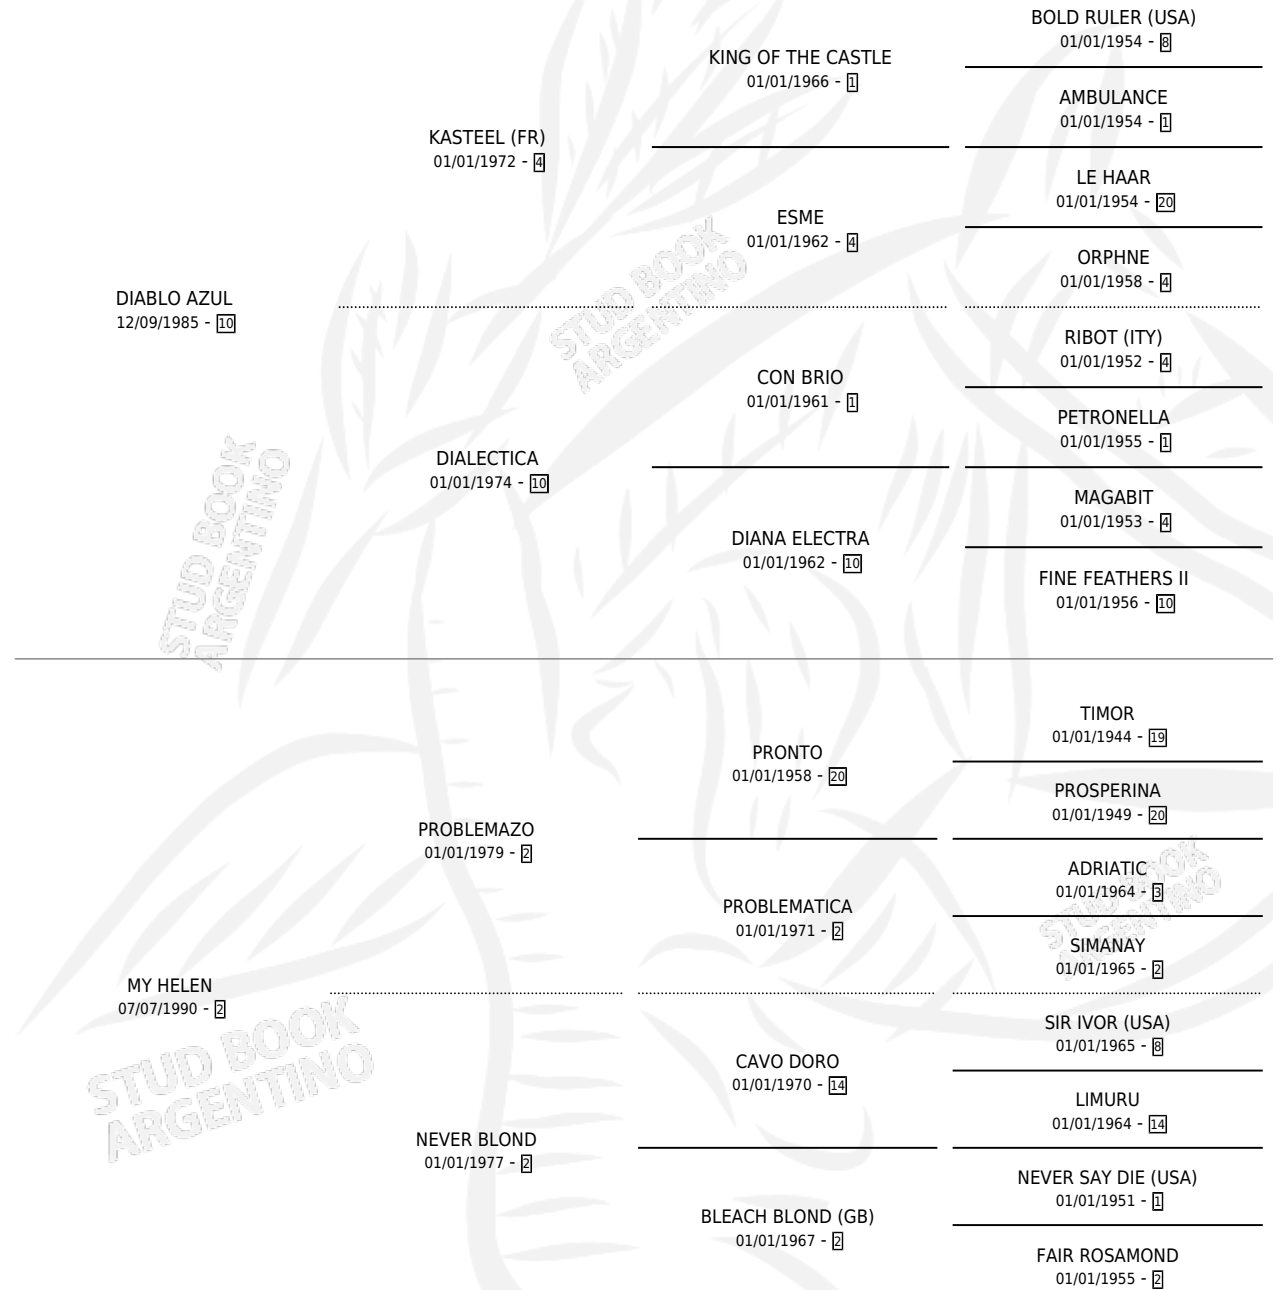 BOLD RULER (USA)
01/01/1954 - 8
KING OF THE CASTLE
01/01/1966 - 1
AMBULANCE
01/01/1954 - 1
KASTEEL (FR)
01/01/1972 - 4
LE HAAR
01/01/1954 - 20
ESME
01/01/1962 - 4
ORPHNE
01/01/1958 - 4
DIABLO AZUL
12/09/1985 - 10
RIBOT (ITY)
01/01/1952 - 4
CON BRIO
01/01/1961 - 1
PETRONELLA
01/01/1955 - 1
DIALECTICA
01/01/1974 - 10
MAGABIT
01/01/1953 - 4
DIANA ELECTRA
01/01/1962 - 10
FINE FEATHERS II
01/01/1956 - 10
STUD BOOK
ARGENTINO
STUD BOOK
ARGENTINO
TIMOR
01/01/1944 - 19
PRONTO
01/01/1958 - 20
PROSPERINA
01/01/1949 - 20
PROBLEMAZO
01/01/1979 - 2
ADRIATIC
01/01/1964 - 3
PROBLEMATICA
01/01/1971 - 2
SIMANAY
01/01/1965 - 2
STUD BOOK
ARGENTINO
MY HELEN
07/07/1990 - 2
SIR IVOR (USA)
01/01/1965 - 8
CAVO DORO
01/01/1970 - 14
LIMURU
01/01/1964 - 14
STUD BOOK
ARGENTINO
NEVER BLOND
01/01/1977 - 2
NEVER SAY DIE (USA)
01/01/1951 - 1
BLEACH BLOND (GB)
01/01/1967 - 2
FAIR ROSAMOND
01/01/1955 - 2